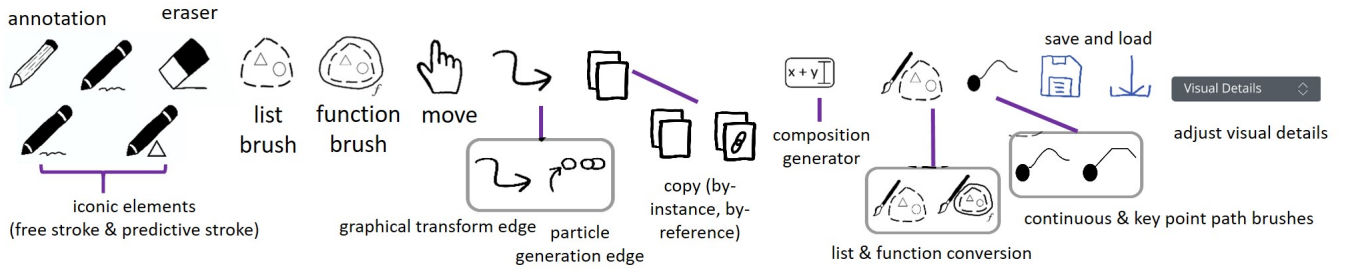 annotation
eraser
list
brush
function
brush
f
move
iconic elements
(free stroke & predictive stroke)
graphical transform edge
particle
generation edge
copy (by-
instance, by-
reference)
x + y
composition
generator
f
list & function conversion
save and load
continuous & key point path brushes
Visual Details
adjust visual details